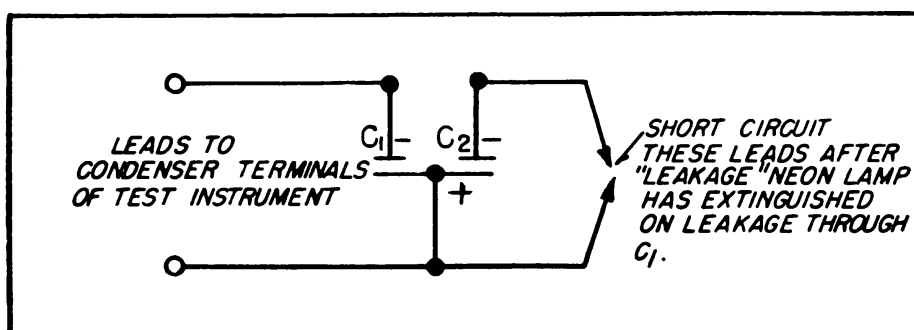 LEADS TO
CONDENSER TERMINALS
OF TEST INSTRUMENT
C1 -
C2 -
+
SHORT CIRCUIT
THESE LEADS AFTER
"LEAKAGE" NEON LAMP
HAS EXTINGUISHED
ON LEAKAGE THROUGH
C1.